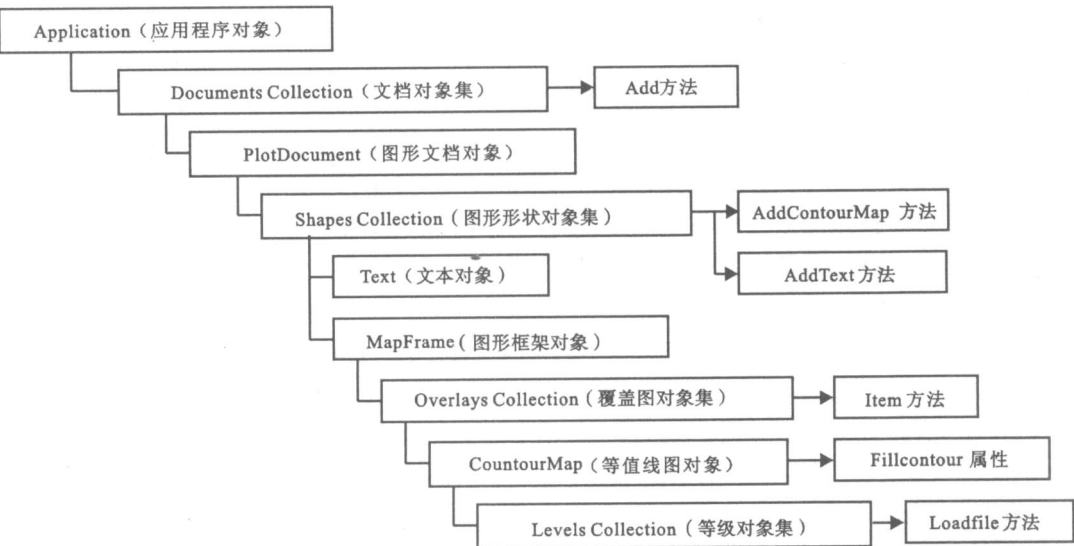 Application（应用程序对象）
Documents Collection（文档对象集）
Add方法
PlotDocument（图形文档对象）
Shapes Collection（图形形状对象集）
AddContourMap 方法
Text（文本对象）
AddText方法
MapFrame（图形框架对象）
Overlays Collection（覆盖图对象集）
Item方法
CountourMap（等值线图对象）
Fillcontour 属性
Levels Collection（等级对象集）
Loadfile方法